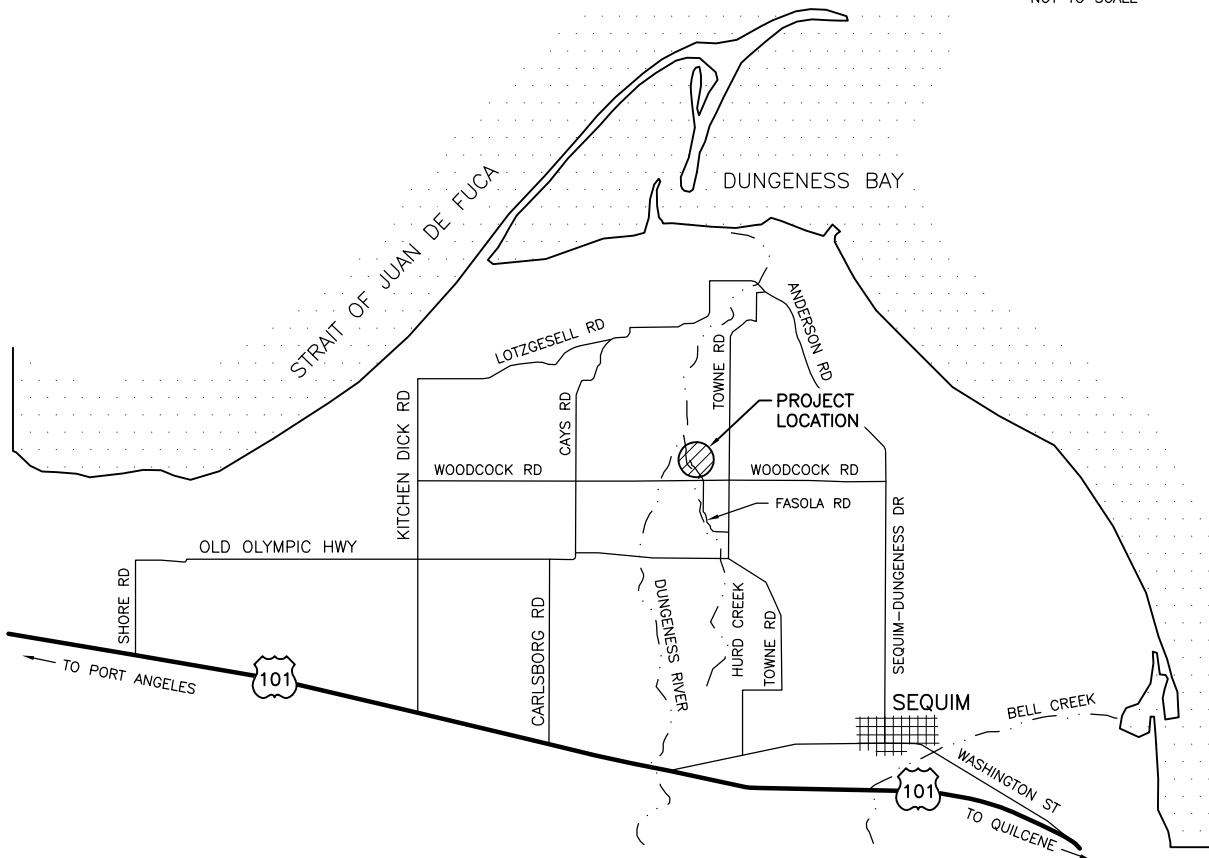 NOT TO SCALE
DUNGENESS BAY
STRAIT OF JUAN DE FUCA
ANDERSON RD
LOTZGESELL RD
TOWNE RD
KITCHEN DICK RD
CAYS RD
PROJECT
LOCATION
WOODCOCK RD
WOODCOCK RD
FASOLA RD
OLD OLYMPIC HWY
SEQUIM-DUNGENESS DR
SHORE RD
CARLSBORG RD
DUNGENESS RIVER
HURD CREEK
TOWNE RD
TO PORT ANGELES
101
SEQUIM
BELL CREEK
WASHINGTON ST
101
TO QUILCENE